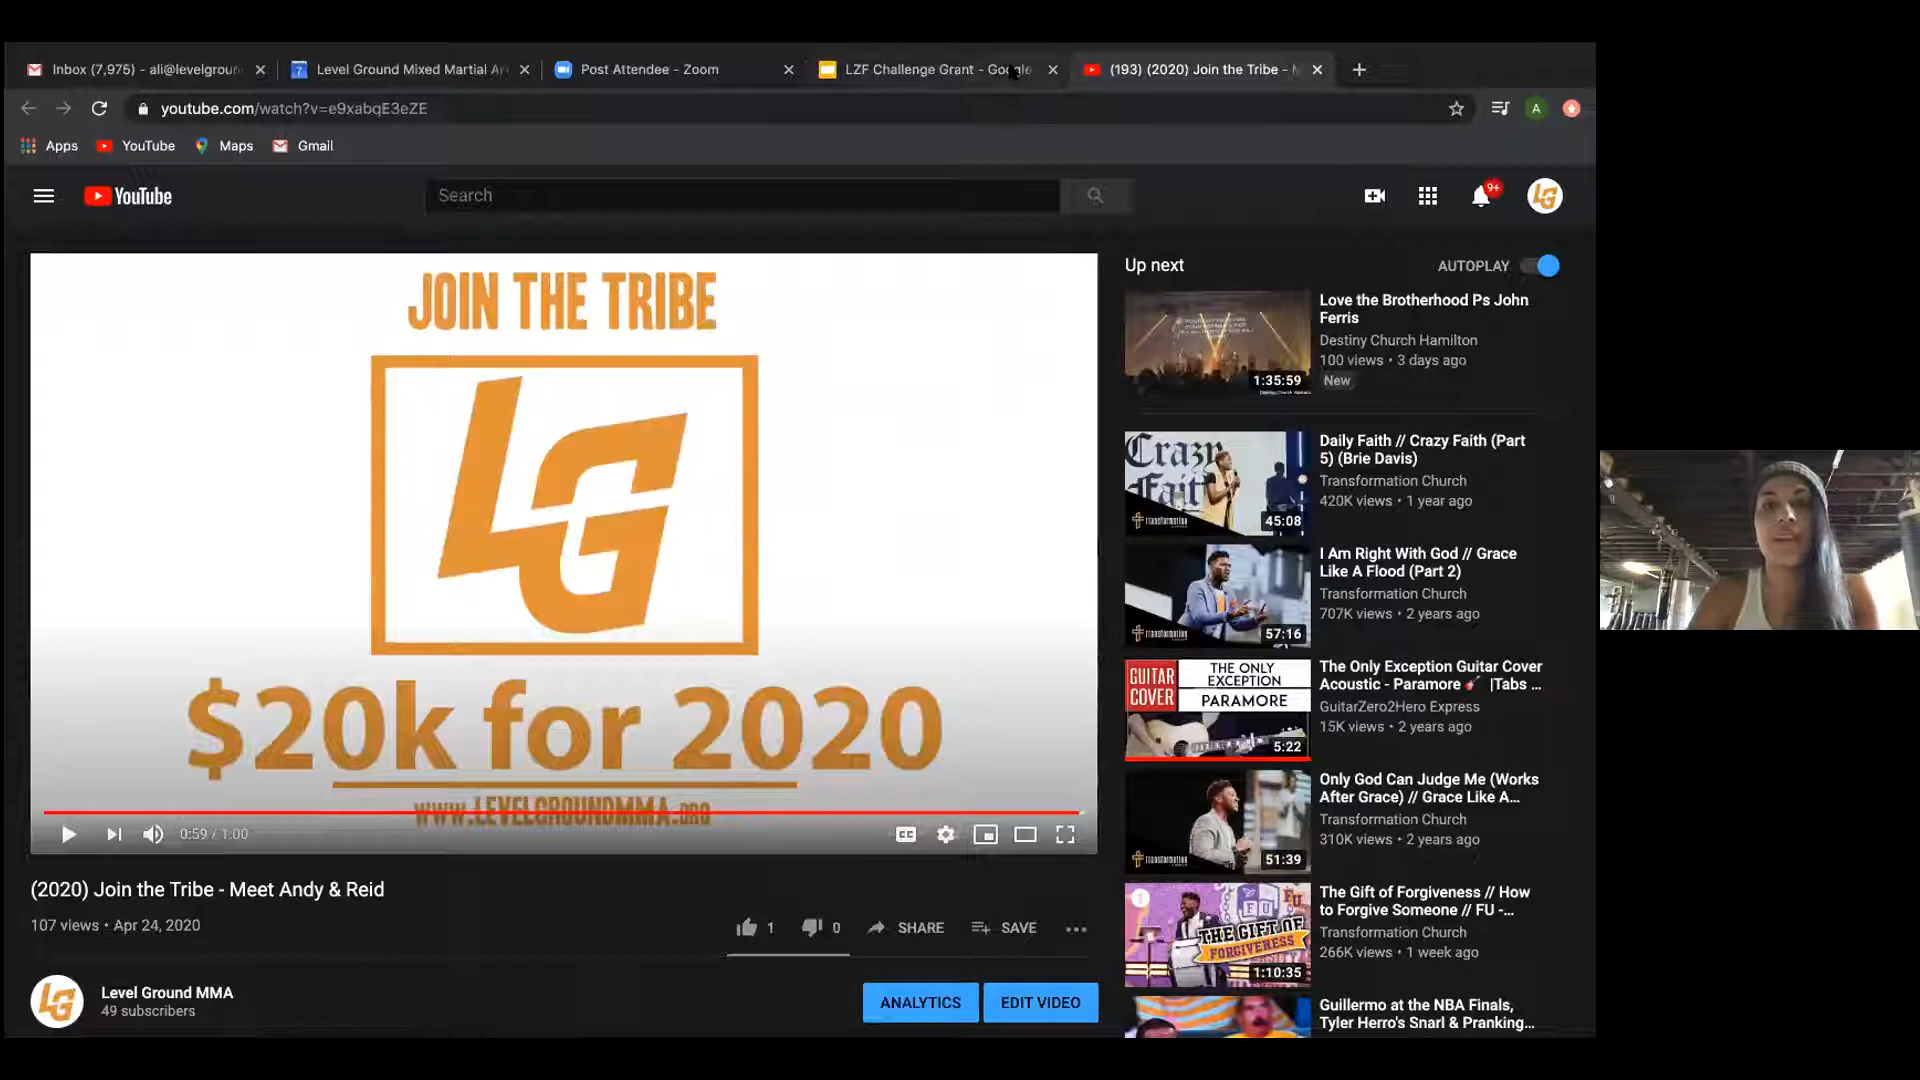 Inbox (7,975) - ali@levelgroun
Level Ground Mixed Martial Ar
Post Attendee - Zoom
LZF Challenge Grant - Google
(193) (2020) Join the Tribe -
youtube.com/watch?v=e9xabqE3eZE
A
Apps
YouTube
Maps
Gmail
YouTube
Search
9+
LG
JOIN THE TRIBE
LG
$20k for 2020
WWW.LEVELGROUNDMMA.ORG
0:59 / 1:00
CC
(2020) Join the Tribe - Meet Andy & Reid
107 views • Apr 24, 2020
1
0
SHARE
SAVE
LG
Level Ground MMA
49 subscribers
ANALYTICS
EDIT VIDEO
Up next
AUTOPLAY
1:35:59
Love the Brotherhood Ps John
Ferris
Destiny Church Hamilton
100 views • 3 days ago
New
Crazy
Faith
45:08
Daily Faith // Crazy Faith (Part
5) (Brie Davis)
Transformation Church
420K views • 1 year ago
57:16
I Am Right With God // Grace
Like A Flood (Part 2)
Transformation Church
707K views • 2 years ago
GUITAR
COVER
THE ONLY
EXCEPTION
PARAMORE
5:22
The Only Exception Guitar Cover
Acoustic - Paramore 🎸 |Tabs ...
GuitarZero2Hero Express
15K views • 2 years ago
51:39
Only God Can Judge Me (Works
After Grace) // Grace Like A...
Transformation Church
310K views • 2 years ago
FU
THE GIFT OF
FORGIVENESS
1:10:35
The Gift of Forgiveness // How
to Forgive Someone // FU -...
Transformation Church
266K views • 1 week ago
Guillermo at the NBA Finals,
Tyler Herro's Snarl & Pranking...